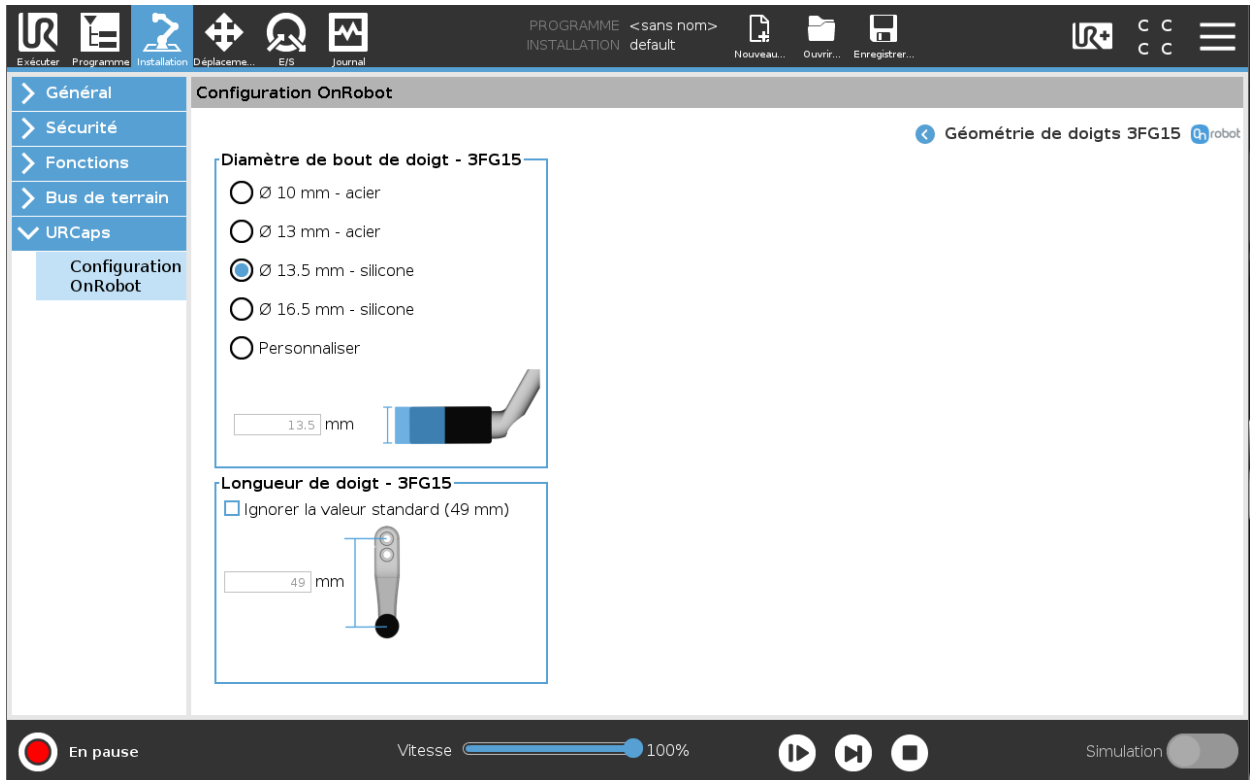 PROGRAMME <sans nom>
INSTALLATION default
UR+
C C
C C
Exécuter
Programme
Installation
Déplaceme...
E/S
Journal
Nouveau...
Ouvrir...
Enregistrer...
Général
Sécurité
Fonctions
Bus de terrain
URCaps
Configuration
OnRobot
Configuration OnRobot
Géométrie de doigts 3FG15 OnRobot
Diamètre de bout de doigt - 3FG15
Ø 10 mm - acier
Ø 13 mm - acier
Ø 13.5 mm - silicone
Ø 16.5 mm - silicone
Personnaliser
13.5 mm
Longueur de doigt - 3FG15
Ignorer la valeur standard (49 mm)
49 mm
En pause
Vitesse 100%
Simulation